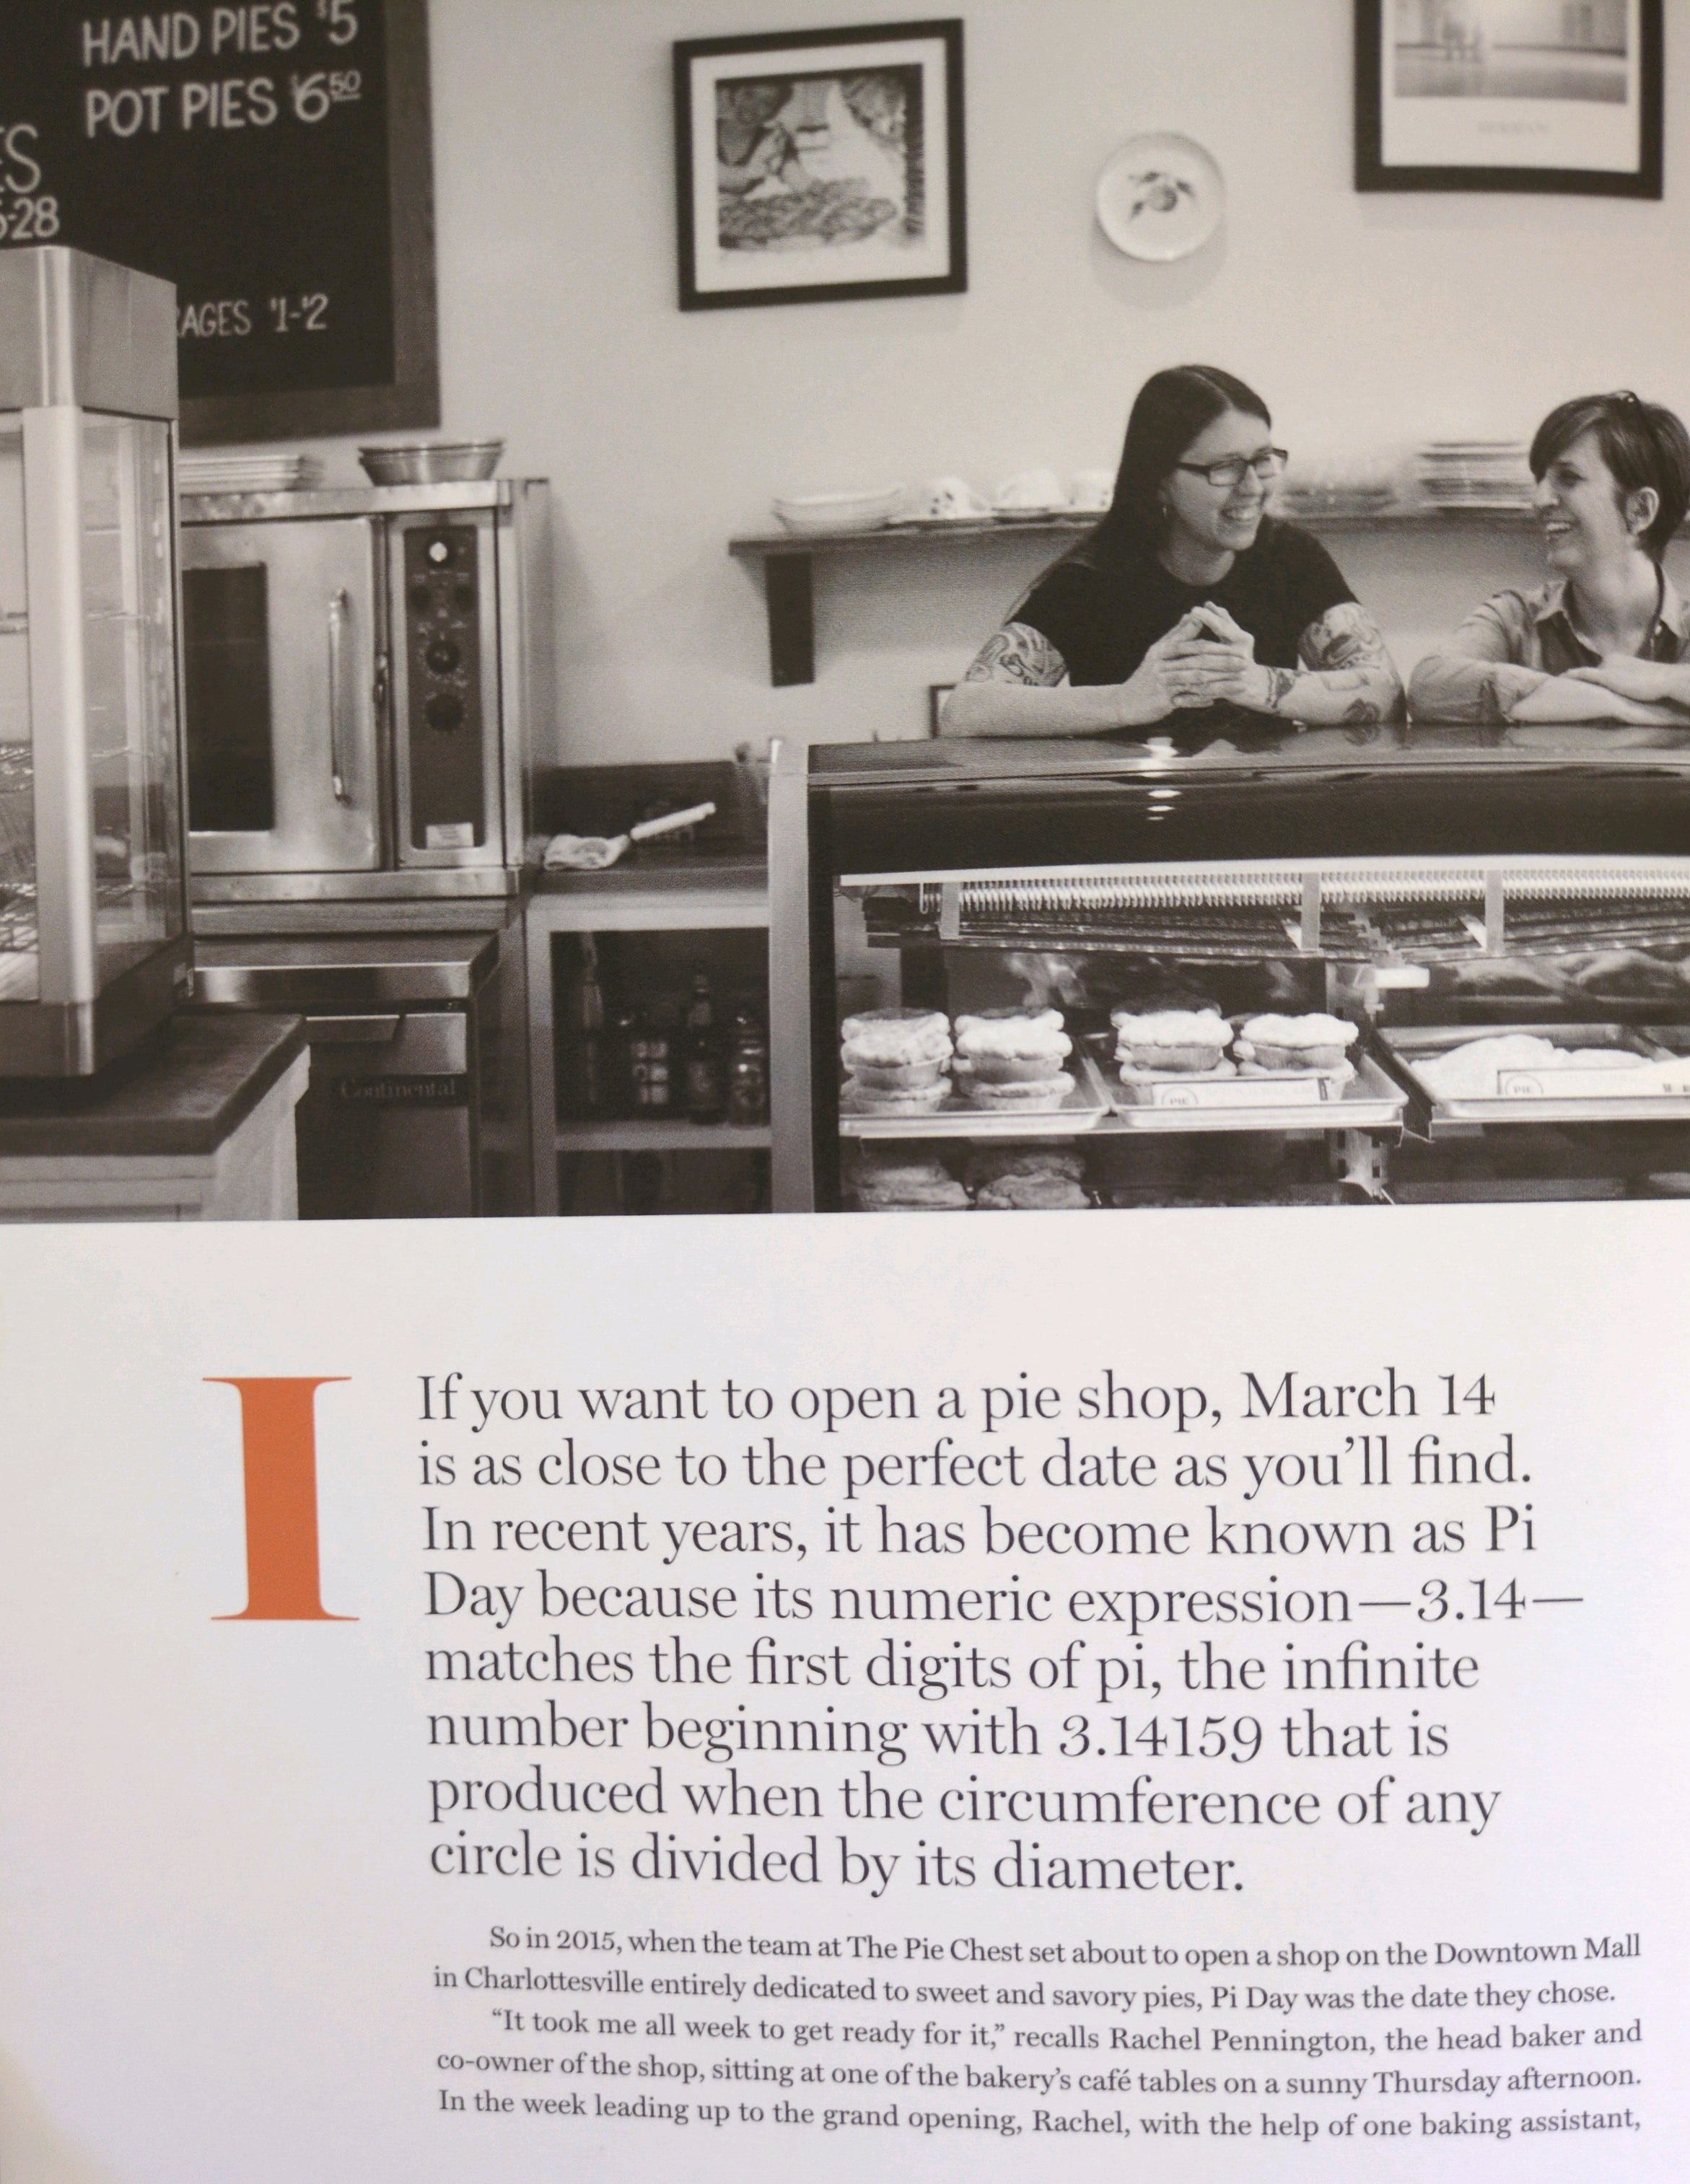 HAND PIES $5
POT PIES $6 50
ES
5-28
RAGES $1-$2
Continental
PIE
PIE
I
If you want to open a pie shop, March 14
is as close to the perfect date as you’ll find.
In recent years, it has become known as Pi
Day because its numeric expression—3.14—
matches the first digits of pi, the infinite
number beginning with 3.14159 that is
produced when the circumference of any
circle is divided by its diameter.
So in 2015, when the team at The Pie Chest set about to open a shop on the Downtown Mall
in Charlottesville entirely dedicated to sweet and savory pies, Pi Day was the date they chose.
“It took me all week to get ready for it,” recalls Rachel Pennington, the head baker and
co-owner of the shop, sitting at one of the bakery’s café tables on a sunny Thursday afternoon.
In the week leading up to the grand opening, Rachel, with the help of one baking assistant,